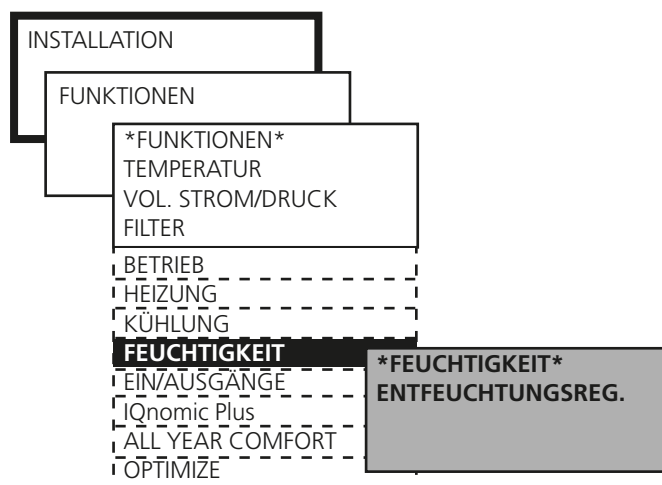 INSTALLATION
FUNKTIONEN
*FUNKTIONEN*
TEMPERATUR
VOL. STROM/DRUCK
FILTER
BETRIEB
HEIZUNG
KÜHLUNG
FEUCHTIGKEIT
EIN/AUSGÄNGE
IQnomic Plus
ALL YEAR COMFORT
OPTIMIZE
*FEUCHTIGKEIT*
ENTFEUCHTUNGSREG.